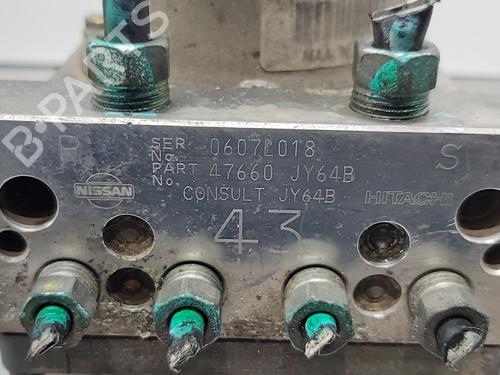 SER No. 0607L018
PART No. 47660 JY64B
CONSULT JY64B
NISSAN
HITACHI
R
S
43
B-PARTS